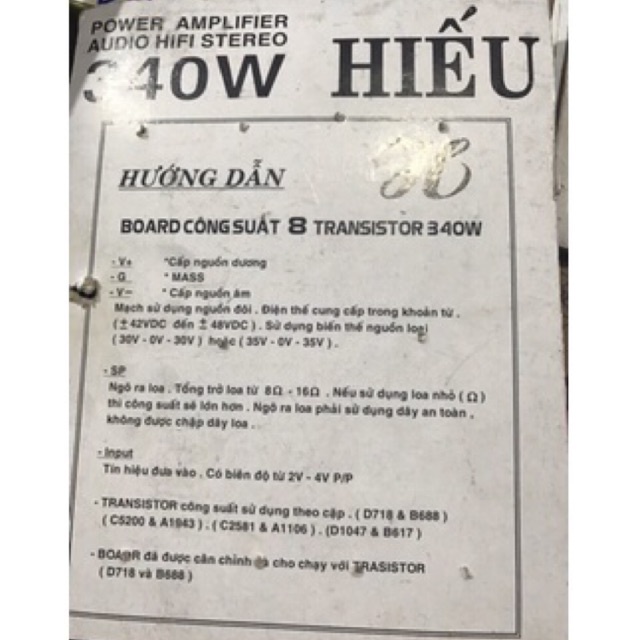 POWER AMPLIFIER
AUDIO HIFI STEREO
340W HIẾU
HƯỚNG DẪN
BOARD CÔNG SUẤT 8 TRANSISTOR 340W
- V+ *Cấp nguồn dương
- G * MASS
- V- * Cấp nguồn âm
Mạch sử dụng nguồn đôi . Điện thế cung cấp trong khoản từ .
(±42VDC đến ± 48VDC ) . Sử dụng biến thế nguồn loại
( 30V - 0V - 30V ) hoặc ( 35V - 0V - 35V ) .
- SP
Ngõ ra loa . Tổng trở loa từ 8Ω - 16Ω . Nếu sử dụng loa nhỏ ( Ω )
thì công suất sẽ lớn hơn . Ngõ ra loa phải sử dụng dây an toàn ,
không được chập dây loa .
- Input
Tín hiệu đưa vào . Có biên độ từ 2V - 4V P/P
- TRANSISTOR công suất sử dụng theo cặp . ( D718 & B688 )
( C5200 & A1943 ) . ( C2581 & A1106 ) . (D1047 & B617 )
- BOARR đã được cân chỉnh và cho chạy với TRASISTOR
( D718 và B688 )